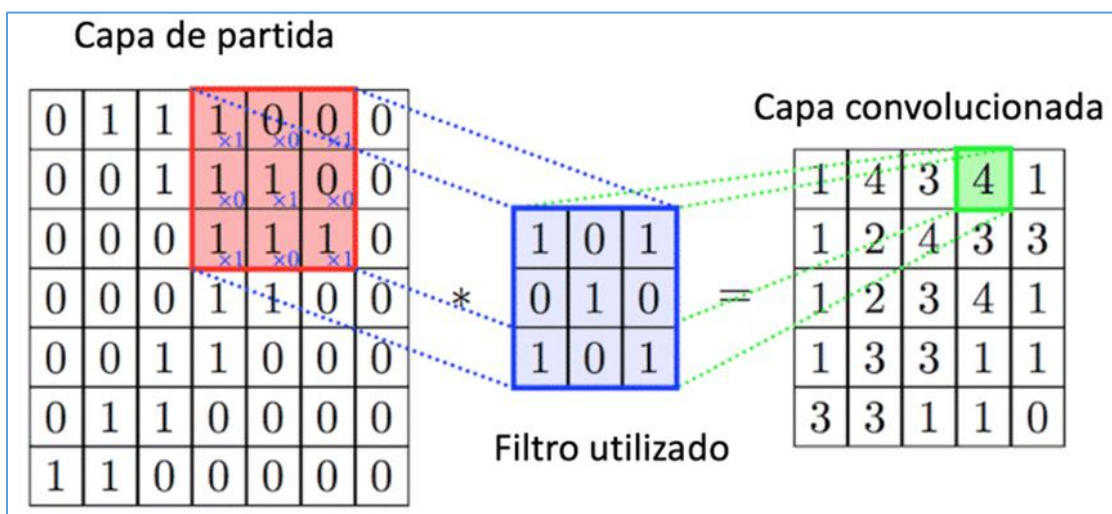 Capa de partida
0 1 1 1 0 0 0
×1 ×0 ×1
0 0 1 1 1 0 0
×0 ×1 ×0
0 0 0 1 1 1 0
×1 ×0 ×1
0 0 0 1 1 0 0
0 0 1 1 0 0 0
0 1 1 0 0 0 0
1 1 0 0 0 0 0
*
1 0 1
0 1 0
1 0 1
Filtro utilizado
=
Capa convolucionada
1 4 3 4 1
1 2 4 3 3
1 2 3 4 1
1 3 3 1 1
3 3 1 1 0